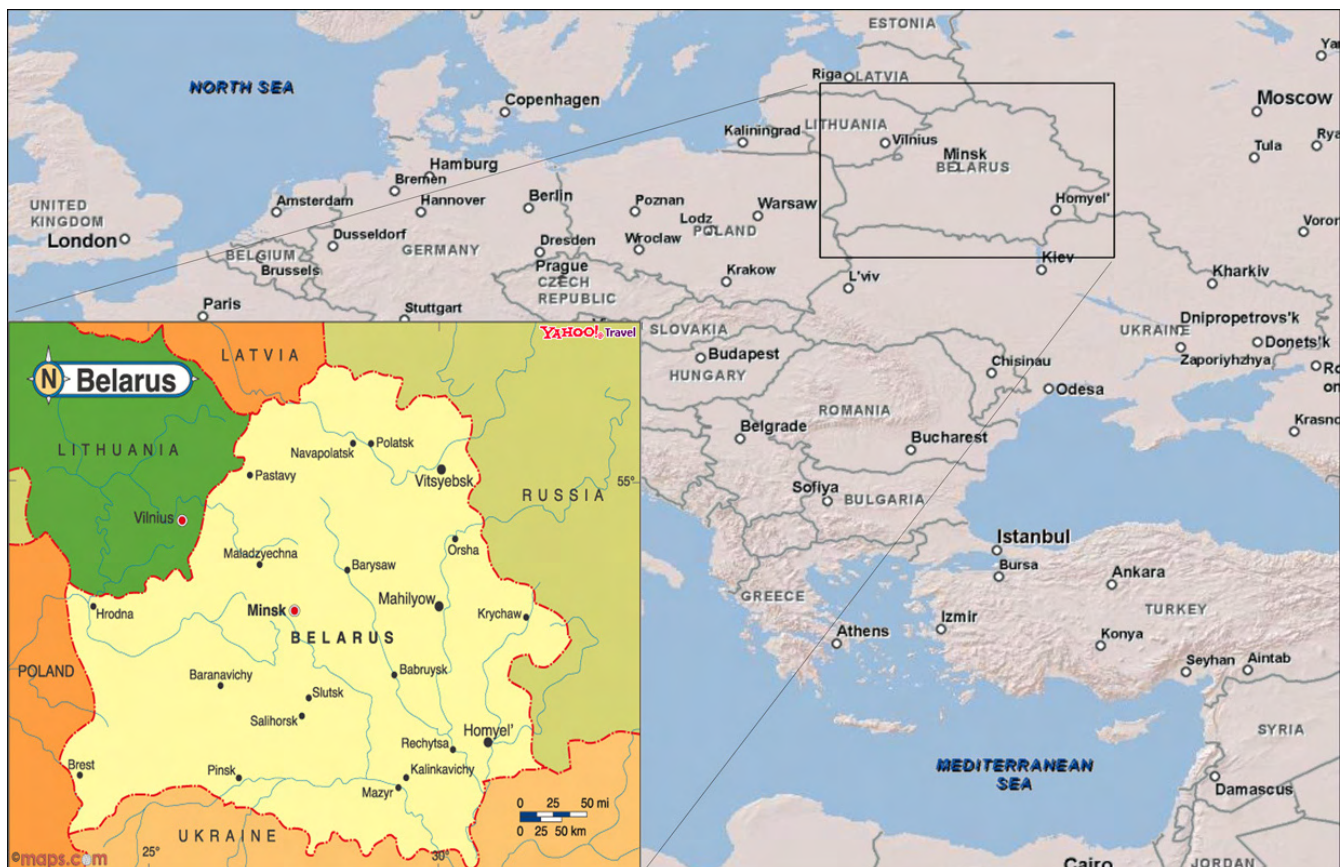 ESTONIA
NORTH SEA
Riga
LATVIA
Copenhagen
Moscow
Kaliningrad
LITHUANIA
Vilnius
Minsk
BELARUS
Tula
Rya
Hamburg
Bremen
UNITED
KINGDOM
London
Amsterdam
Hannover
Berlin
Poznan
Warsaw
Homyel'
Lodz
POLAND
Voron
Dusseldorf
GERMANY
Dresden
Wroclaw
BELGIUM
Brussels
Prague
CZECH
REPUBLIC
Krakow
L'viv
Kiev
Kharkiv
Paris
Stuttgart
SLOVAKIA
UKRAINE
Dnipropetrovs'k
Donets'k
Zaporiyhzhya
Budapest
HUNGARY
Chisinau
Odesa
ROMANIA
Krasno
Belgrade
Bucharest
Sofiya
BULGARIA
Istanbul
Bursa
Ankara
GREECE
TURKEY
Izmir
Athens
Konya
Seyhan
Aintab
SYRIA
MEDITERRANEAN
SEA
Damascus
Cairo
JORDAN
YAHOO! Travel
N Belarus
LATVIA
LITHUANIA
Navapolatsk
Polatsk
Pastavy
Vitsyebsk
55°
RUSSIA
Vilnius
Orsha
Maladzyechna
Barysaw
Hrodna
Minsk
Mahilyow
Krychaw
BELARUS
POLAND
Baranavichy
Babruysk
Slutsk
Salihorsk
Homyel'
Rechytsa
Brest
Pinsk
Kalinkavichy
Mazyr
0 25 50 mi
0 25 50 km
UKRAINE
25°
30°
©maps.com